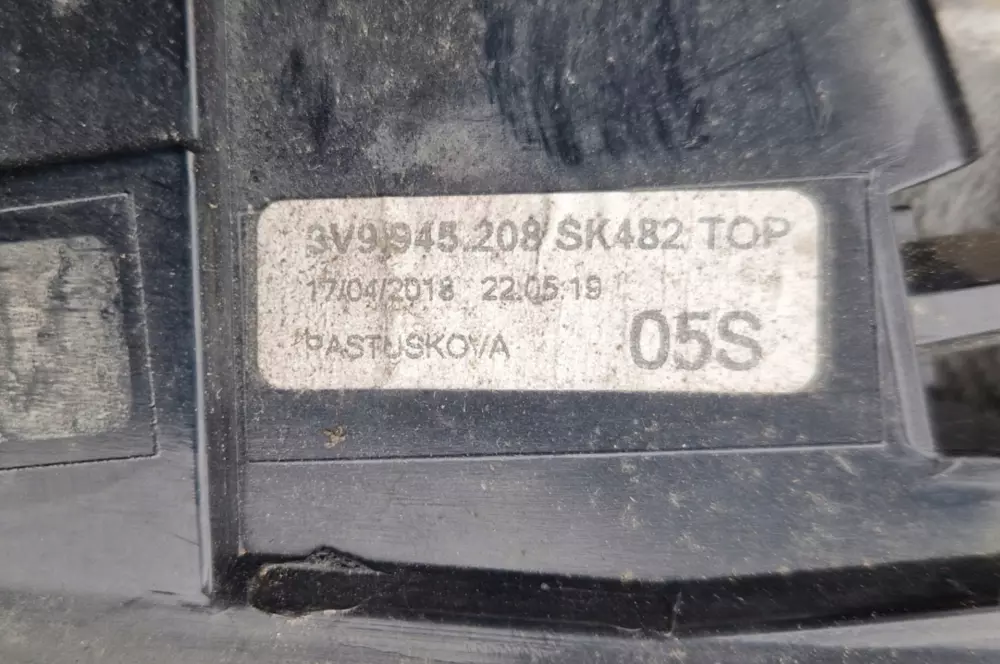 3V9.945.208 SK482 TOP
17/04/2018 22:05:19
PASTUSKOVA
05S